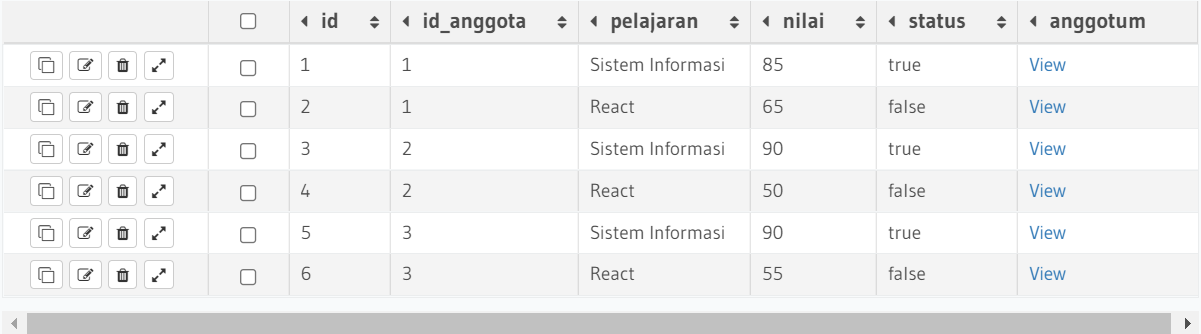 id id_anggota pelajaran nilai status anggotum
1 1 Sistem Informasi 85 true View
2 1 React 65 false View
3 2 Sistem Informasi 90 true View
4 2 React 50 false View
5 3 Sistem Informasi 90 true View
6 3 React 55 false View